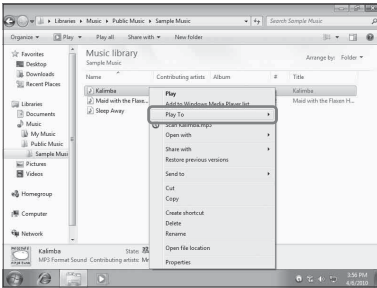 Libraries ▸ Music ▸ Public Music ▸ Sample Music
Search Sample Music
Organize ▾ Play ▾ Play all Share with ▾ New folder
Favorites
Desktop
Downloads
Recent Places
Libraries
Documents
Music
My Music
Public Music
Sample Musi
Pictures
Videos
Homegroup
Computer
Network
Music library
Sample Music
Arrange by: Folder ▾
Name Contributing artists Album # Title
Kalimba
Kalimba
Maid with the Flaxe...
Maid with the Flaxen H...
Sleep Away
Play
Add to Windows Media Player list
Play To
Scan Kalimba.mp3
Open with
Share with
Restore previous versions
Send to
Cut
Copy
Create shortcut
Delete
Rename
Open file location
Properties
Kalimba
State:
MP3 Format Sound Contributing artists:
3:56 PM
4/6/2010